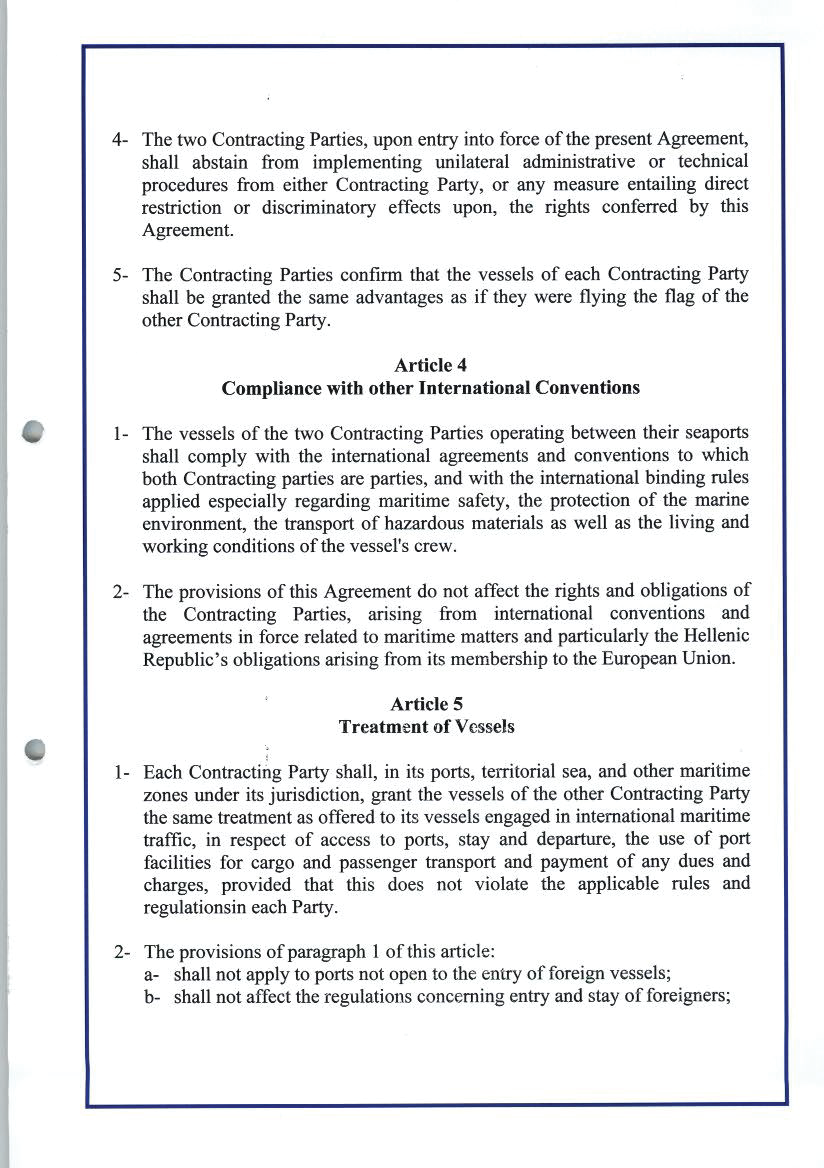 4- The two Contracting Parties, upon entry into force of the present Agreement,
shall abstain from implementing unilateral administrative or technical
procedures from either Contracting Party, or any measure entailing direct
restriction or discriminatory effects upon, the rights conferred by this
Agreement.
5- The Contracting Parties confirm that the vessels of each Contracting Party
shall be granted the same advantages as if they were flying the flag of the
other Contracting Party.
Article 4
Compliance with other International Conventions
1- The vessels of the two Contracting Parties operating between their seaports
shall comply with the international agreements and conventions to which
both Contracting parties are parties, and with the international binding rules
applied especially regarding maritime safety, the protection of the marine
environment, the transport of hazardous materials as well as the living and
working conditions of the vessel's crew.
2- The provisions of this Agreement do not affect the rights and obligations of
the Contracting Parties, arising from international conventions and
agreements in force related to maritime matters and particularly the Hellenic
Republic's obligations arising from its membership to the European Union.
Article 5
Treatment of Vessels
1- Each Contracting Party shall, in its ports, territorial sea, and other maritime
zones under its jurisdiction, grant the vessels of the other Contracting Party
the same treatment as offered to its vessels engaged in international maritime
traffic, in respect of access to ports, stay and departure, the use of port
facilities for cargo and passenger transport and payment of any dues and
charges, provided that this does not violate the applicable rules and
regulationsin each Party.
2- The provisions of paragraph 1 of this article:
a- shall not apply to ports not open to the entry of foreign vessels;
b- shall not affect the regulations concerning entry and stay of foreigners;